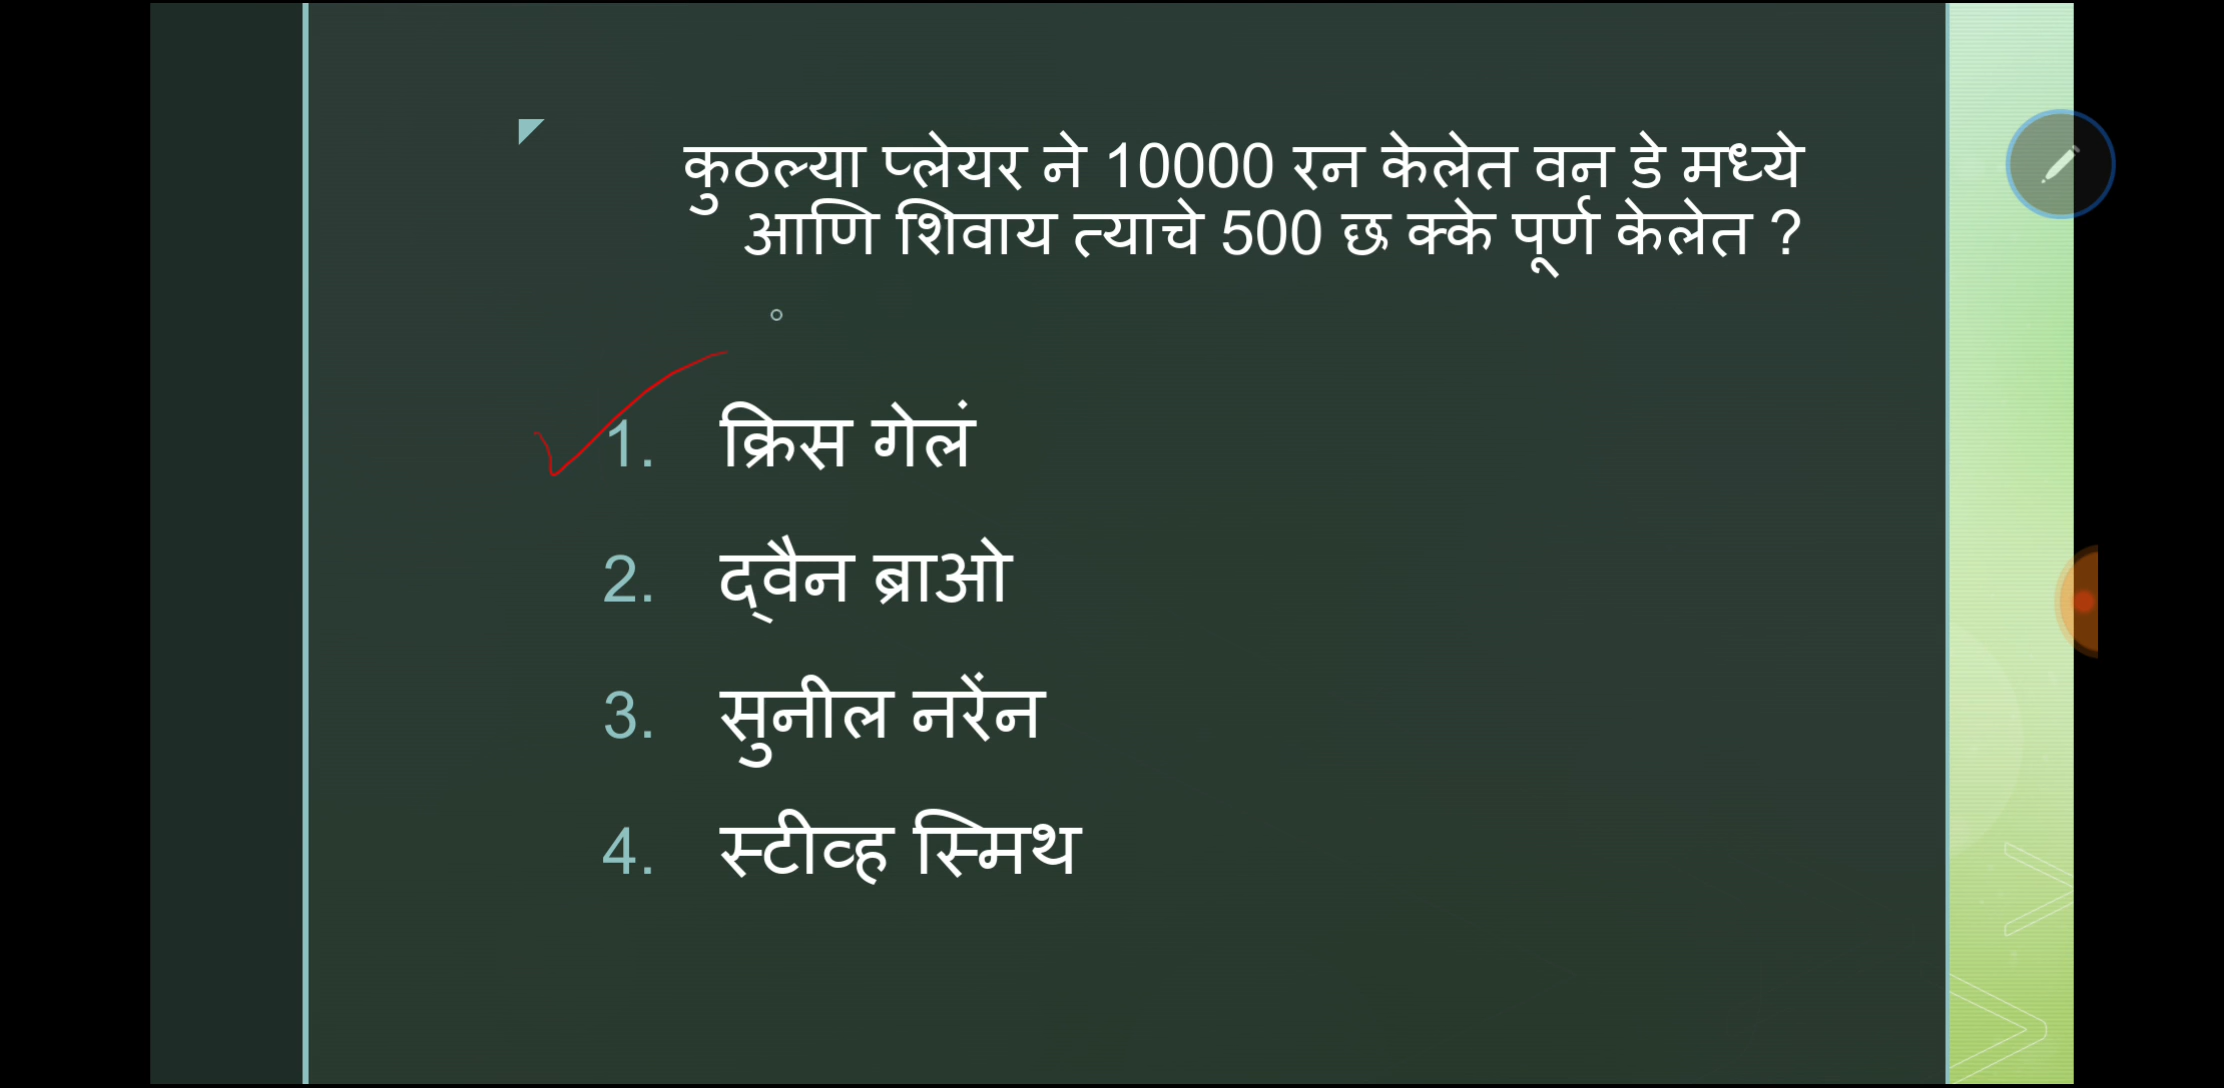 कुठल्या प्लेयर ने 10000 रन केलेत वन डे मध्ये
आणि शिवाय त्याचे 500 छ क्के पूर्ण केलेत ?
1. क्रिस गेलं
2. द्वैन ब्राओ
3. सुनील नरेंन
4. स्टीव्ह स्मिथ